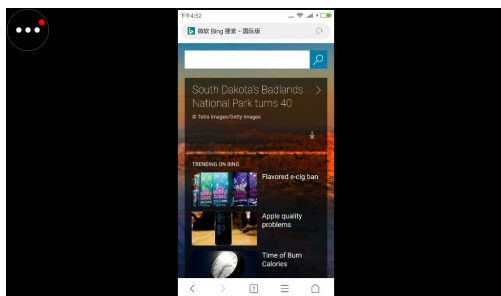 下午4:52
微软 Bing 搜索 - 国际版
South Dakota's Badlands
National Park turns 40
© Tetra Images/Getty Images
TRENDING ON BING
Flavored e-cig ban
Apple quality
problems
Time of Burn
Calories
1